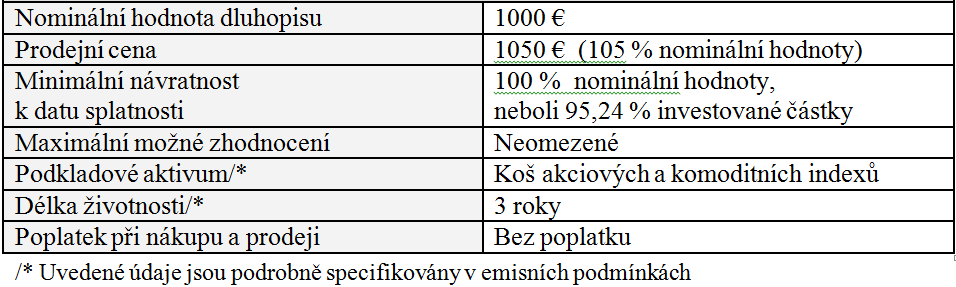 Nominální hodnota dluhopisu 1000 €
Prodejní cena 1050 € (105 % nominální hodnoty)
Minimální návratnost 100 % nominální hodnoty,
k datu splatnosti neboli 95,24 % investované částky
Maximální možné zhodnocení Neomezené
Podkladové aktivum/* Koš akciových a komoditních indexů
Délka životnosti/* 3 roky
Poplatek při nákupu a prodeji Bez poplatku
/* Uvedené údaje jsou podrobně specifikovány v emisních podmínkách